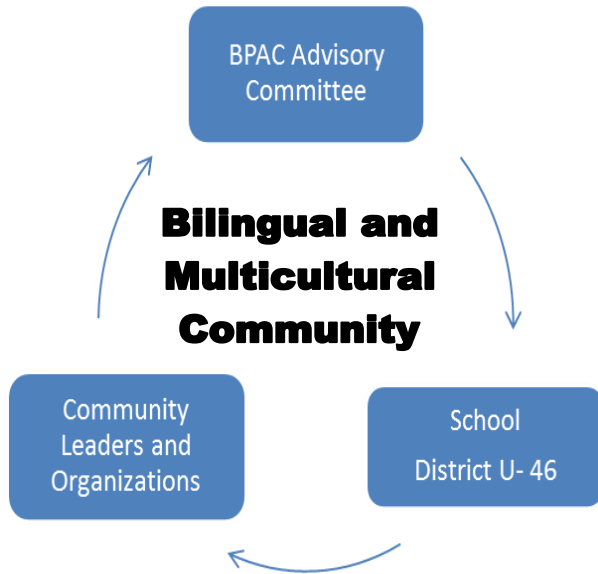 BPAC Advisory
Committee
Bilingual and
Multicultural
Community
Community
Leaders and
Organizations
School
District U- 46